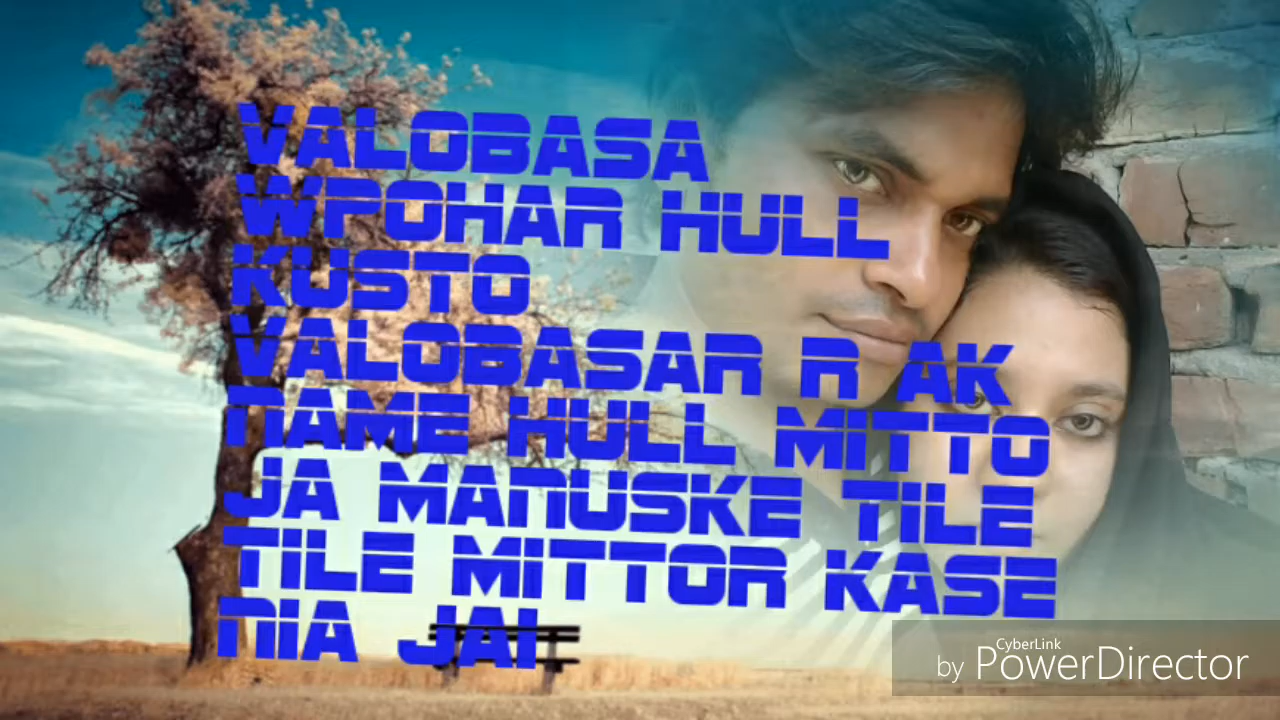 VALOBASA
WPOHAR HULL
KUSTO
VALOBASAR R AK
NAME HULL MITTO
JA MANUSKE TILE
TILE MITTOR KASE
NIA JAI
CyberLink
by PowerDirector